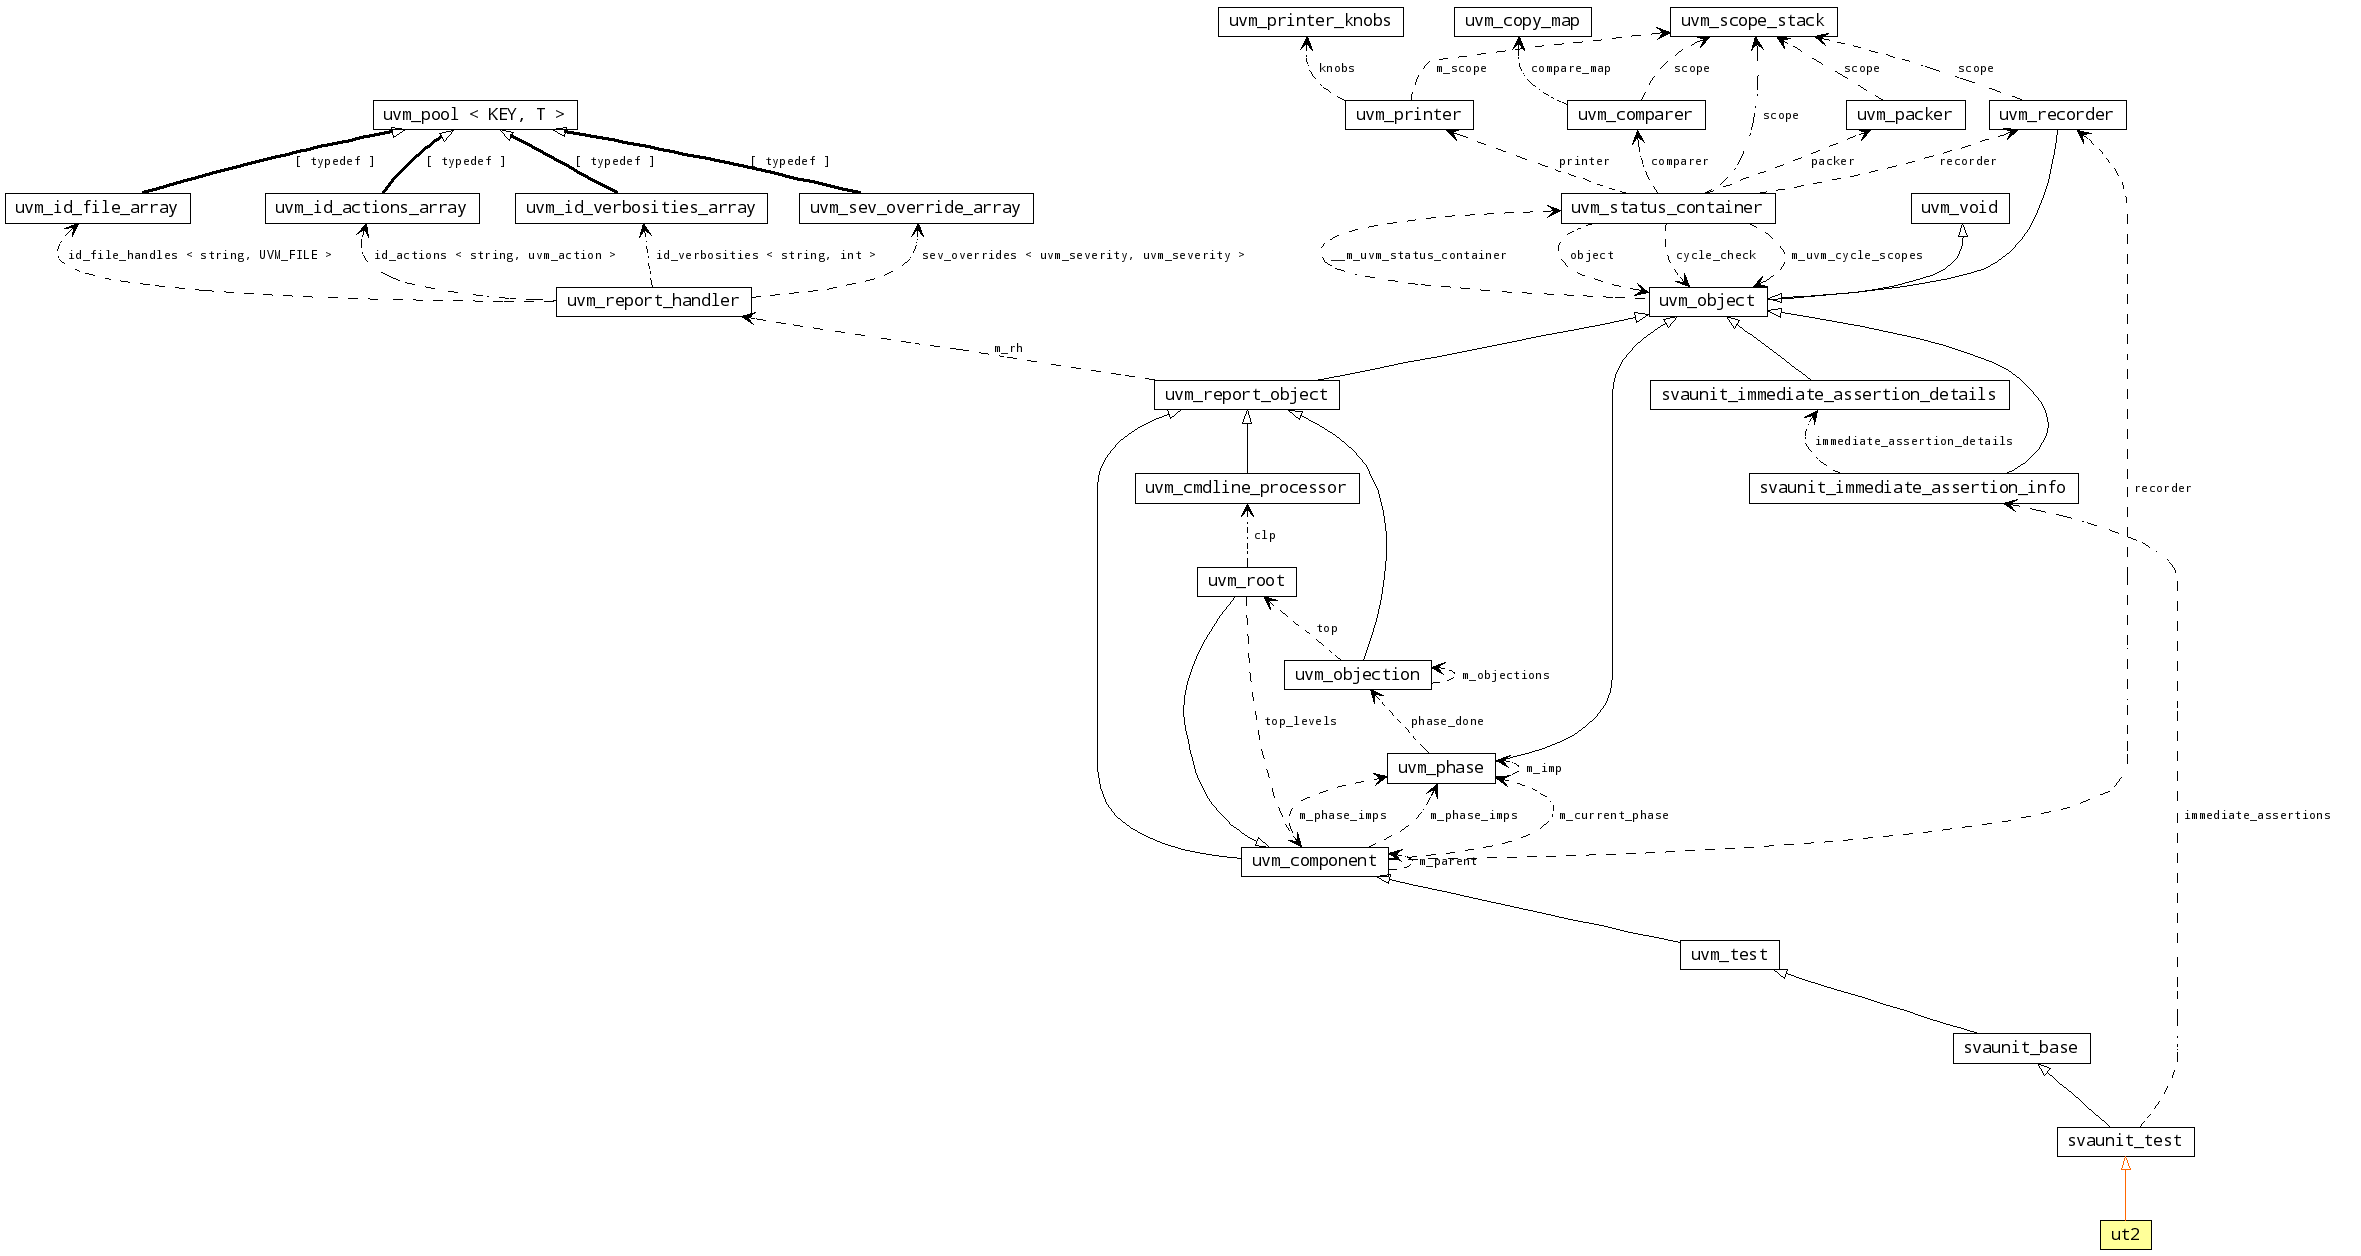 uvm_printer_knobs uvm_copy_map uvm_scope_stack
knobs m_scope compare_map scope scope scope
uvm_pool < KEY, T > uvm_printer uvm_comparer scope uvm_packer uvm_recorder
[ typedef ] [ typedef ] [ typedef ] [ typedef ] printer comparer packer recorder
uvm_id_file_array uvm_id_actions_array uvm_id_verbosities_array uvm_sev_override_array uvm_status_container uvm_void
id_file_handles < string, UVM_FILE > id_actions < string, uvm_action > id_verbosities < string, int > sev_overrides < uvm_severity, uvm_severity > __m_uvm_status_container object cycle_check m_uvm_cycle_scopes
uvm_report_handler uvm_object
m_rh
uvm_report_object svaunit_immediate_assertion_details
immediate_assertion_details
uvm_cmdline_processor svaunit_immediate_assertion_info recorder
clp
uvm_root
top
uvm_objection m_objections
top_levels phase_done
uvm_phase m_imp
m_phase_imps m_phase_imps m_current_phase immediate_assertions
uvm_component m_parent
uvm_test
svaunit_base
svaunit_test
ut2